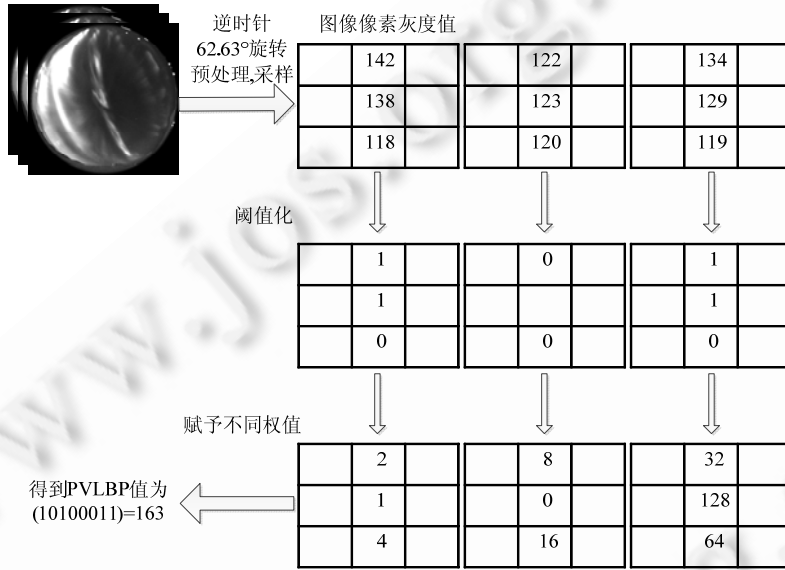 逆时针
62.63°旋转
预处理,采样
图像像素灰度值
142 122 134
138 123 129
118 120 119
阈值化
1 0 1
1 1
0 0 0
赋予不同权值
2 8 32
1 0 128
4 16 64
得到PVLBP值为
(10100011)=163
www.jos.org